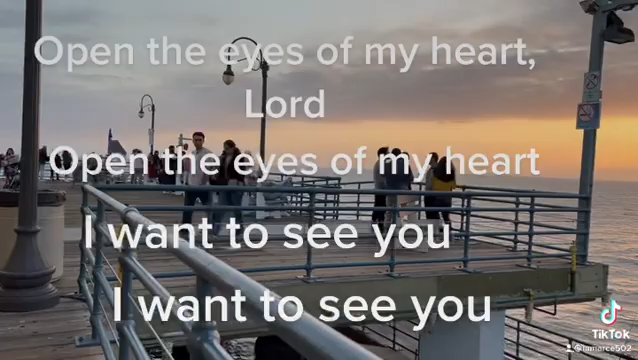 Open the eyes of my heart,
Lord
Open the eyes of my heart
I want to see you
I want to see you
TikTok
@lamarce502